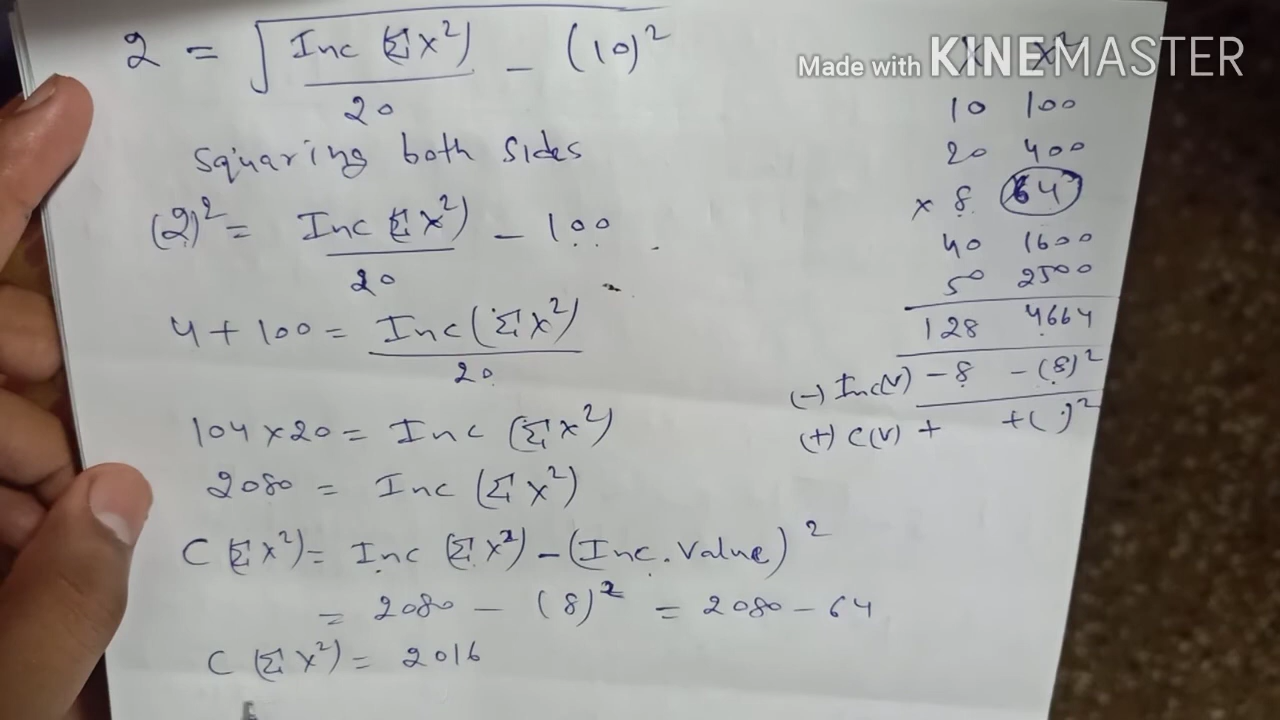 2 = √ Inc (Σx²) / 20 - (10)²
Squaring both sides
(2)² = Inc (Σx²) / 20 - 100
4 + 100 = Inc (Σx²) / 20
104 x 20 = Inc (Σx²)
2080 = Inc (Σx²)
C (Σx²) = Inc (Σx²) - (Inc. Value)²
= 2080 - (8)² = 2080 - 64
C (Σx²) = 2016
Made with KINEMASTER
X X²
10 100
20 400
x 8 64
40 1600
50 2500
128 4664
(-) Inc(V) - 8 - (8)²
(+) C(V) + + ( )²